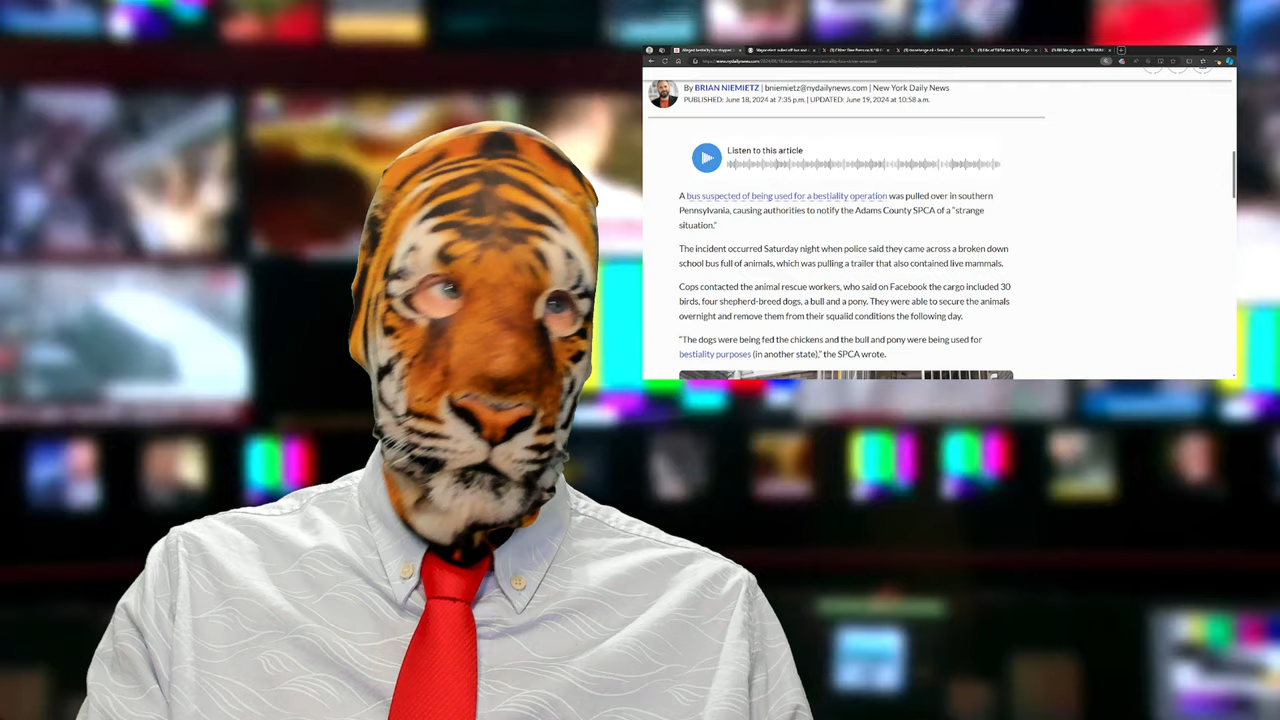 By BRIAN NIEMIETZ | bniemietz@nydailynews.com | New York Daily News
PUBLISHED: June 18, 2024 at 7:35 p.m. | UPDATED: June 19, 2024 at 10:58 a.m.
Listen to this article
A bus suspected of being used for a bestiality operation was pulled over in southern
Pennsylvania, causing authorities to notify the Adams County SPCA of a "strange
situation."
The incident occurred Saturday night when police said they came across a broken down
school bus full of animals, which was pulling a trailer that also contained live mammals.
Cops contacted the animal rescue workers, who said on Facebook the cargo included 30
birds, four shepherd-breed dogs, a bull and a pony. They were able to secure the animals
overnight and remove them from their squalid conditions the following day.
"The dogs were being fed the chickens and the bull and pony were being used for
bestiality purposes (in another state)," the SPCA wrote.